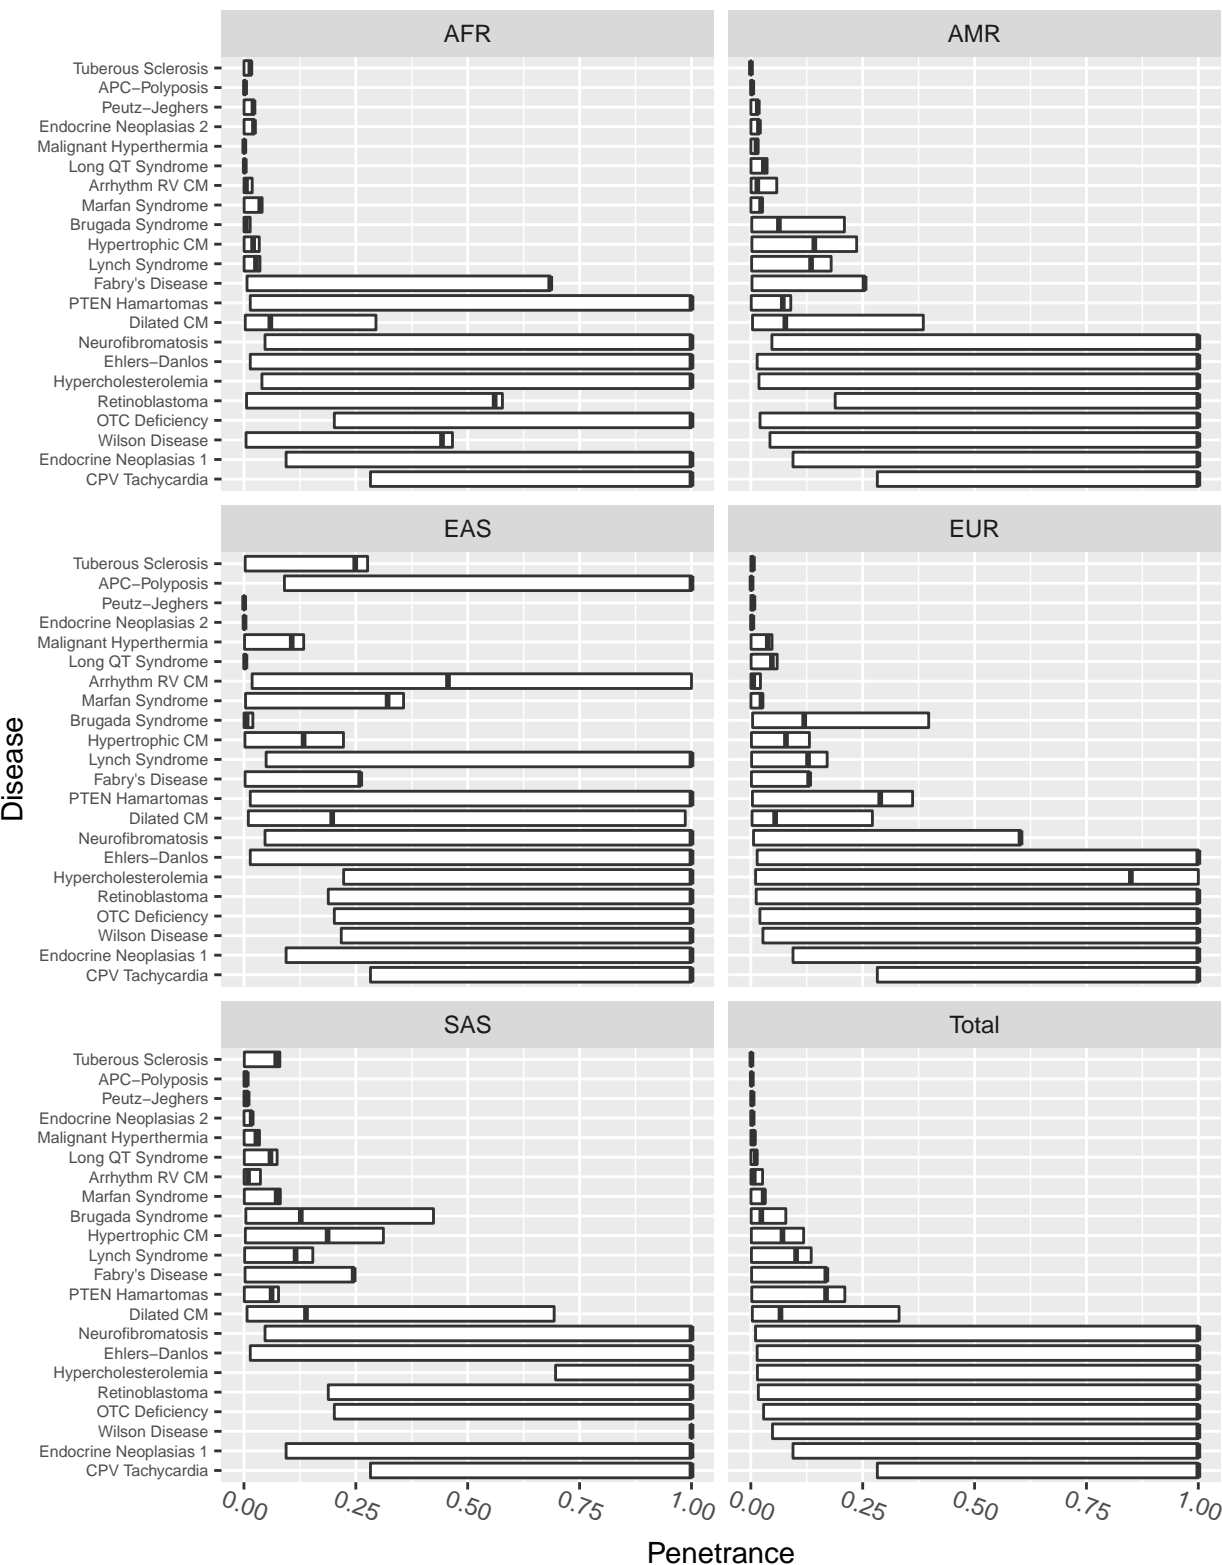 AFR
AMR
Tuberous Sclerosis
APC−Polyposis
Peutz−Jeghers
Endocrine Neoplasias 2
Malignant Hyperthermia
Long QT Syndrome
Arrhythm RV CM
Marfan Syndrome
Brugada Syndrome
Hypertrophic CM
Lynch Syndrome
Fabry's Disease
PTEN Hamartomas
Dilated CM
Neurofibromatosis
Ehlers−Danlos
Hypercholesterolemia
Retinoblastoma
OTC Deficiency
Wilson Disease
Endocrine Neoplasias 1
CPV Tachycardia
EAS
EUR
Tuberous Sclerosis
APC−Polyposis
Peutz−Jeghers
Endocrine Neoplasias 2
Malignant Hyperthermia
Long QT Syndrome
Arrhythm RV CM
Marfan Syndrome
Brugada Syndrome
Hypertrophic CM
Lynch Syndrome
Fabry's Disease
PTEN Hamartomas
Dilated CM
Neurofibromatosis
Ehlers−Danlos
Hypercholesterolemia
Retinoblastoma
OTC Deficiency
Wilson Disease
Endocrine Neoplasias 1
CPV Tachycardia
Disease
SAS
Total
Tuberous Sclerosis
APC−Polyposis
Peutz−Jeghers
Endocrine Neoplasias 2
Malignant Hyperthermia
Long QT Syndrome
Arrhythm RV CM
Marfan Syndrome
Brugada Syndrome
Hypertrophic CM
Lynch Syndrome
Fabry's Disease
PTEN Hamartomas
Dilated CM
Neurofibromatosis
Ehlers−Danlos
Hypercholesterolemia
Retinoblastoma
OTC Deficiency
Wilson Disease
Endocrine Neoplasias 1
CPV Tachycardia
0.00 0.25 0.50 0.75 1.00
0.00 0.25 0.50 0.75 1.00
Penetrance